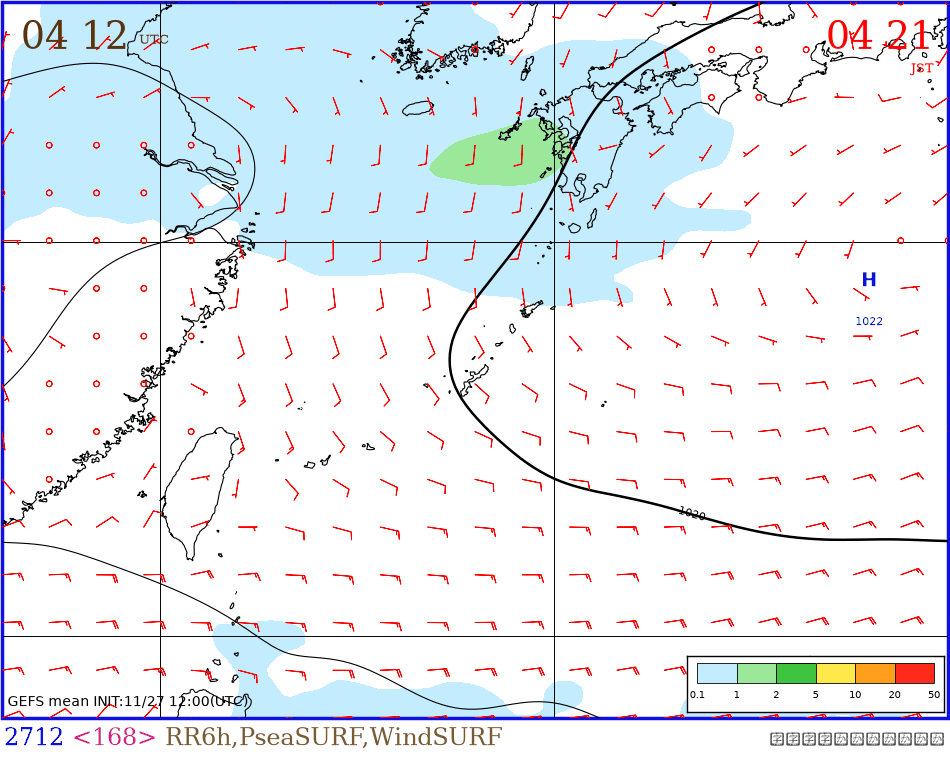 04 12 UTC
04 21
JST
H
1022
1020
0.1 1 2 5 10 20 50
GEFS mean INIT:11/27 12:00(UTC)
2712 <168> RR6h,PseaSURF,WindSURF